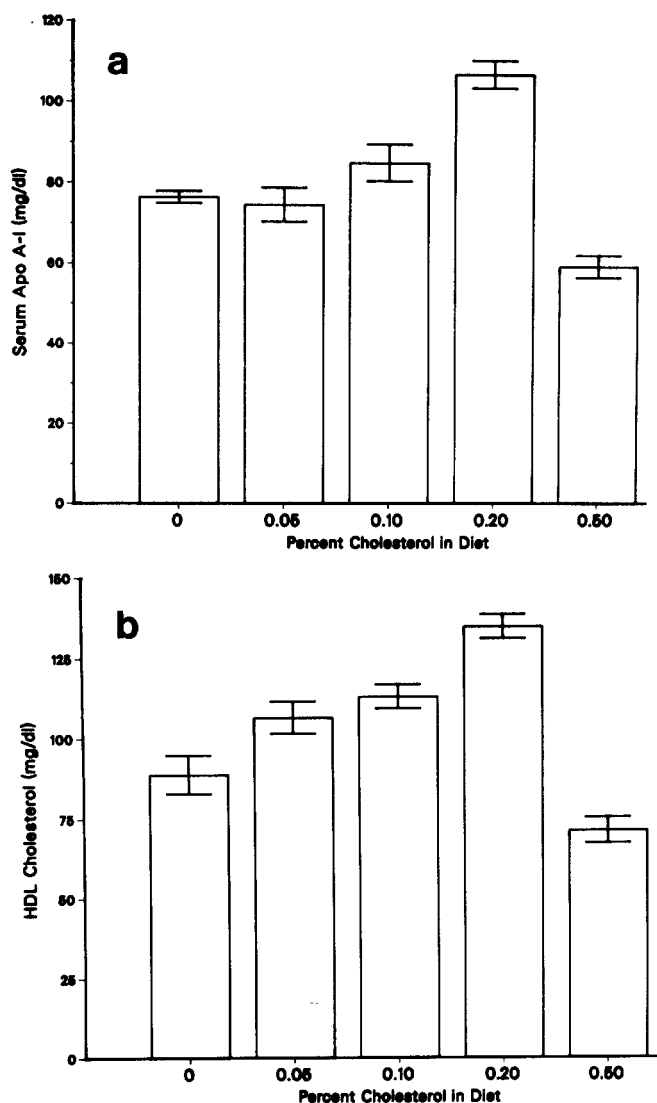 a
Serum Apo A-I (mg/dl)
120
100
80
60
40
20
0
0 0.05 0.10 0.20 0.50
Percent Cholesterol in Diet
b
HDL Cholesterol (mg/dl)
150
125
100
75
50
25
0
0 0.05 0.10 0.20 0.50
Percent Cholesterol in Diet